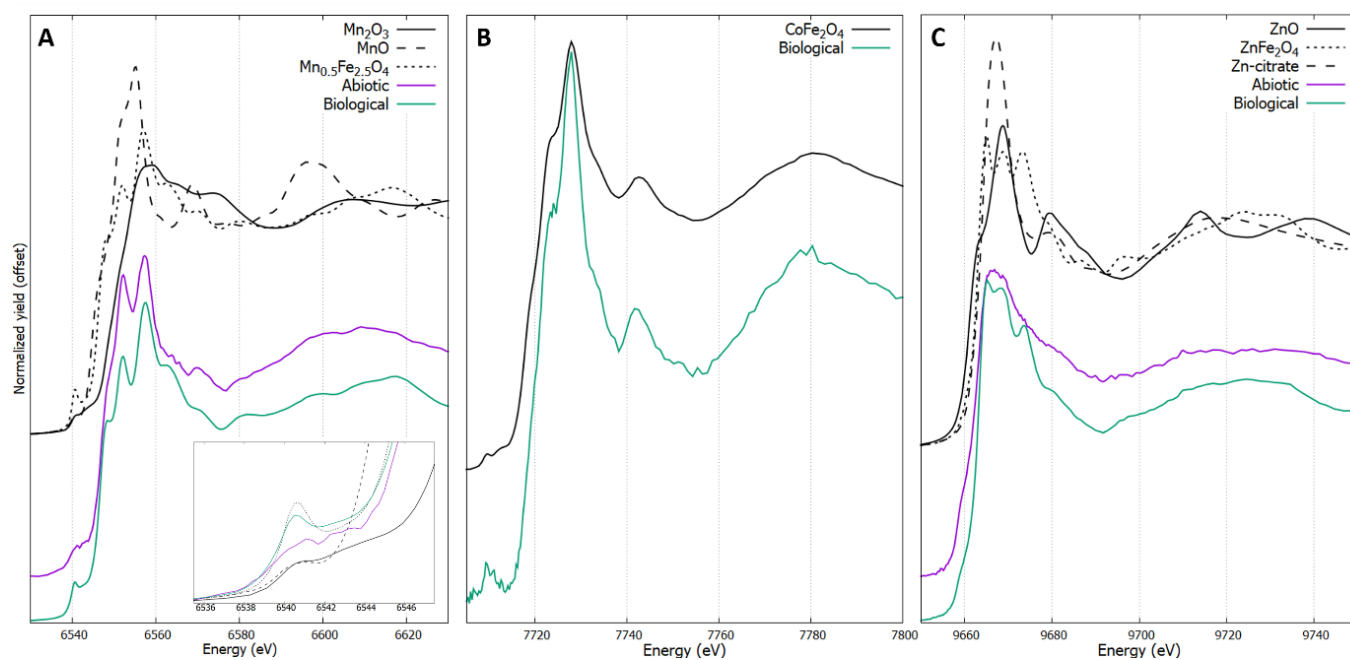 A
Mn₂O₃
MnO
Mn₀.₅Fe₂.₅O₄
Abiotic
Biological
B
CoFe₂O₄
Biological
C
ZnO
ZnFe₂O₄
Zn-citrate
Abiotic
Biological
Normalized yield (offset)
6536 6538 6540 6542 6544 6546
6540 6560 6580 6600 6620
Energy (eV)
7720 7740 7760 7780 7800
Energy (eV)
9660 9680 9700 9720 9740
Energy (eV)